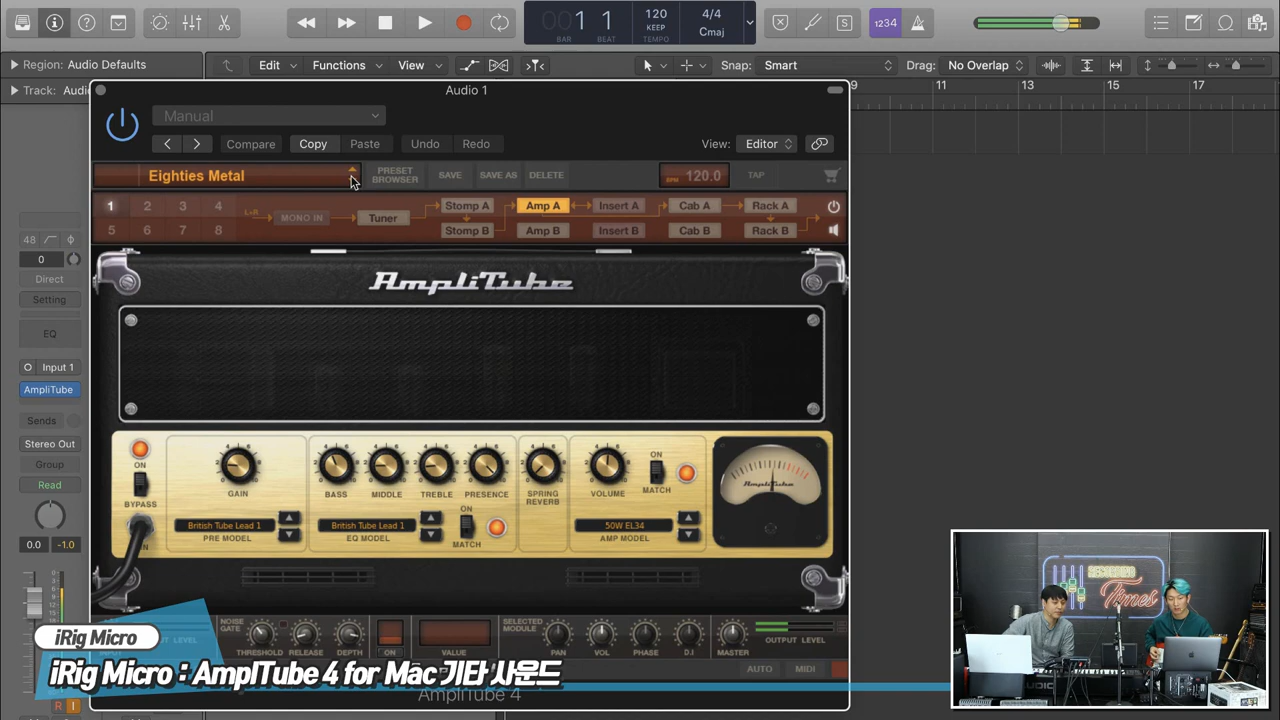 1 1
BAR BEAT
120
KEEP
TEMPO
4/4
Cmaj
1234
S
Region: Audio Defaults
Edit Functions View
Snap: Smart
Drag: No Overlap
Track:
9 11 13 15 17
Audio 1
Manual
Compare Copy Paste Undo Redo
View: Editor
Eighties Metal
PRESET
BROWSER
SAVE SAVE AS DELETE
BPM 120.0
TAP
1 2 3 4
5 6 7 8
L+R
MONO IN
Tuner
Stomp A Amp A Insert A Cab A Rack A
Stomp B Amp B Insert B Cab B Rack B
AmpliTube
ON
BYPASS
GAIN
BASS MIDDLE TREBLE PRESENCE
SPRING
REVERB
VOLUME
ON
MATCH
British Tube Lead 1
PRE MODEL
British Tube Lead 1
EQ MODEL
ON
MATCH
50W EL34
AMP MODEL
AmpliTube
48
0
Direct
Setting
EQ
Input 1
AmpliTube
Sends
Stereo Out
Group
Read
0.0 -1.0
R I
NOISE
GATE
THRESHOLD RELEASE DEPTH
ON
SELECTED
MODULE
PAN VOL PHASE D.I
MASTER
OUTPUT LEVEL
AUTO MIDI
AmpliTube 4
iRig Micro
iRig Micro : AmplTube 4 for Mac 기타 사운드
RECORDING
Times